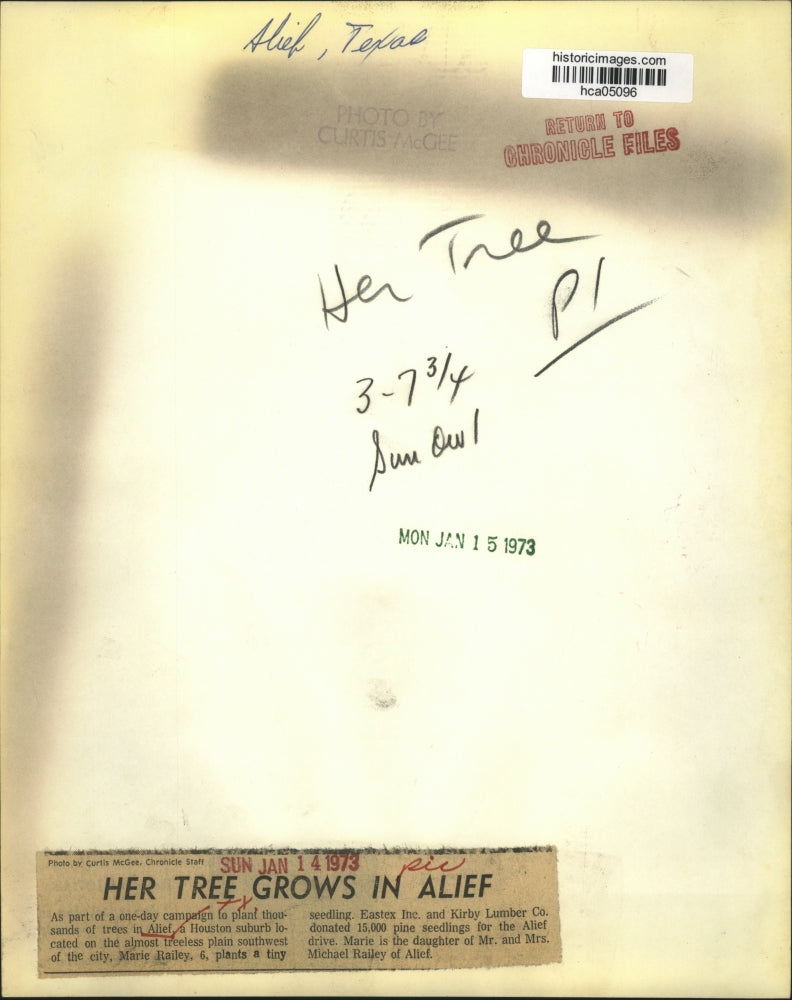 Alief, Texas
historicimages.com
hca05096
PHOTO BY
CURTIS McGEE
RETURN TO
CHRONICLE FILES
Her Tree
P1
3-7 3/4
Sun Owl
MON JAN 15 1973
Photo by Curtis McGee, Chronicle Staff
SUN JAN 14 1973
pic
HER TREE GROWS IN ALIEF
TX.
As part of a one-day campaign to plant thou-
sands of trees in Alief, a Houston suburb lo-
cated on the almost treeless plain southwest
of the city, Marie Railey, 6, plants a tiny
seedling. Eastex Inc. and Kirby Lumber Co.
donated 15,000 pine seedlings for the Alief
drive. Marie is the daughter of Mr. and Mrs.
Michael Railey of Alief.